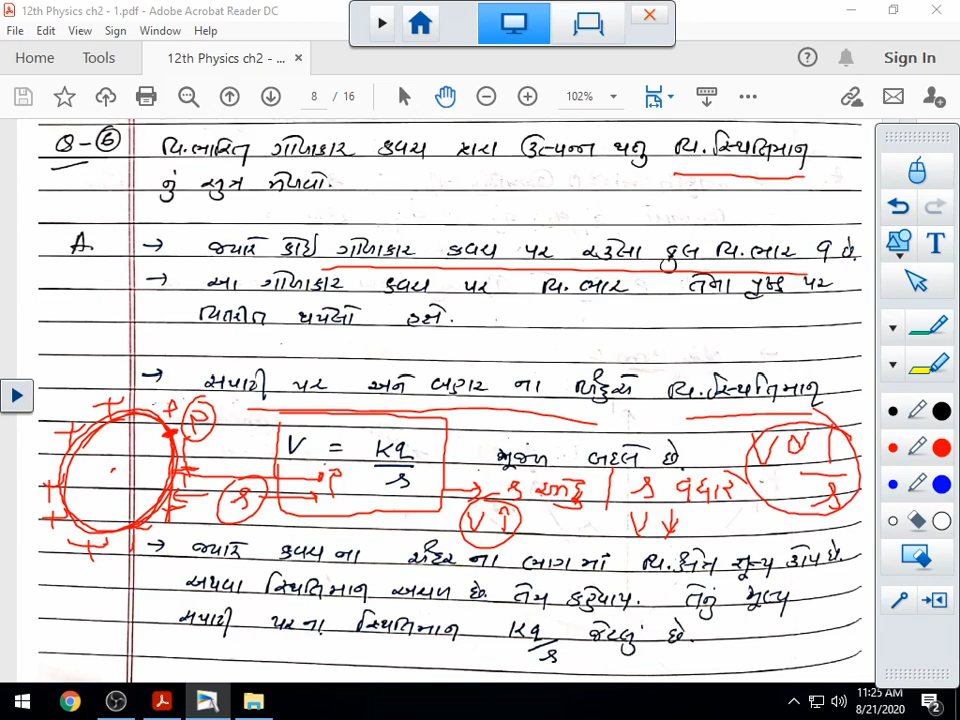 12th Physics ch2 - 1.pdf - Adobe Acrobat Reader DC
File Edit View Sign Window Help
Home Tools 12th Physics ch2 - ... × Sign In
8 / 16 102%
Q-6 વિ.ભારિત ગોળાકાર કવચ દ્વારા ઉત્પન્ન થતુ વિ.સ્થિતિમાન
નું સુત્ર મેળવો.
A → જ્યારે કોઈ ગોળાકાર કવચ પર રહેલા કુલ વિ.ભાર q છે.
→ આ ગોળાકાર કવચ પર વિ.ભાર તેના પુષ્ઠ પર
વિતરીત થયેલો હશે.
→ સપાટી પર અને બહાર ના વિ.સ્થિતિમાન
P
V = Kq/r મૂજબ બદલે છે.
V ∝ 1/r
r P r r વધારે
V ↑ V ↓
→ જ્યારે કવચ ના અંદર ના ભાગ માં વિ.ક્ષેત્ર શૂન્ય હોય છે.
અથવા સ્થિતિમાન અચળ છે. તેમ કહેવાય. તેનું મૂલ્ય
સપાટી પરના સ્થિતિમાન Kq/r જેટલું છે.
11:25 AM
8/21/2020
2